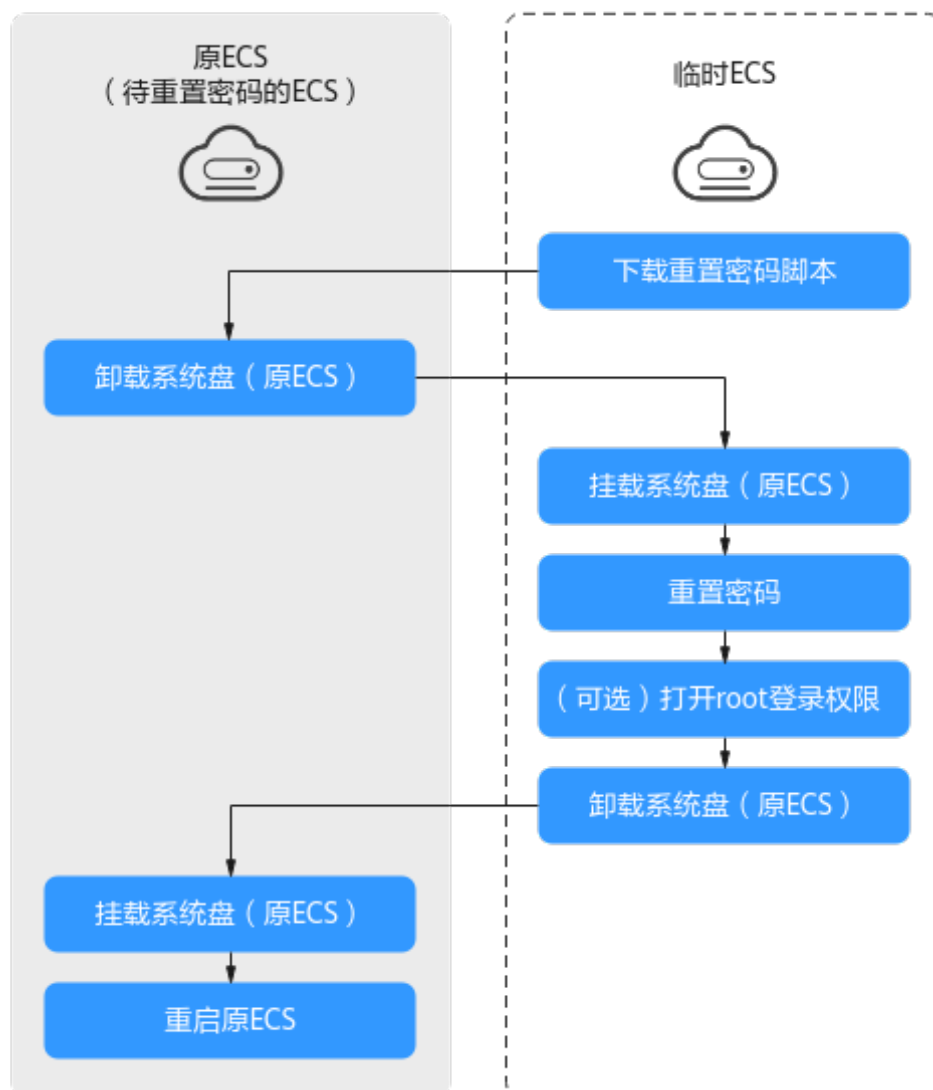 原ECS
（待重置密码的ECS）
临时ECS
下载重置密码脚本
卸载系统盘（原ECS）
挂载系统盘（原ECS）
重置密码
（可选）打开root登录权限
卸载系统盘（原ECS）
挂载系统盘（原ECS）
重启原ECS